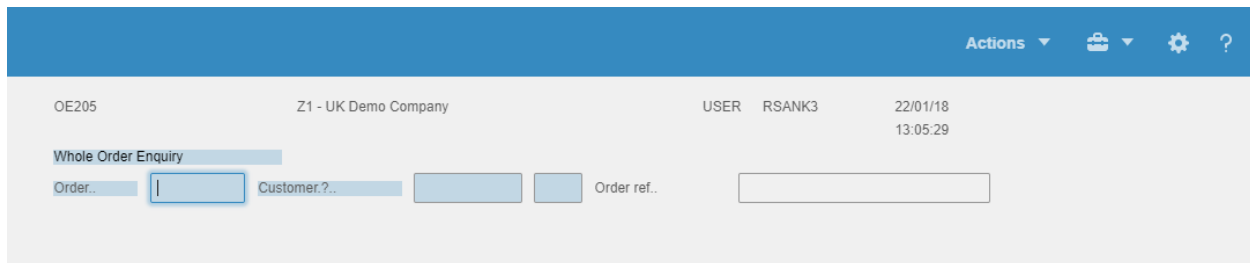 Actions ?
OE205 Z1 - UK Demo Company USER RSANK3 22/01/18
13:05:29
Whole Order Enquiry
Order.. Customer.?.. Order ref..